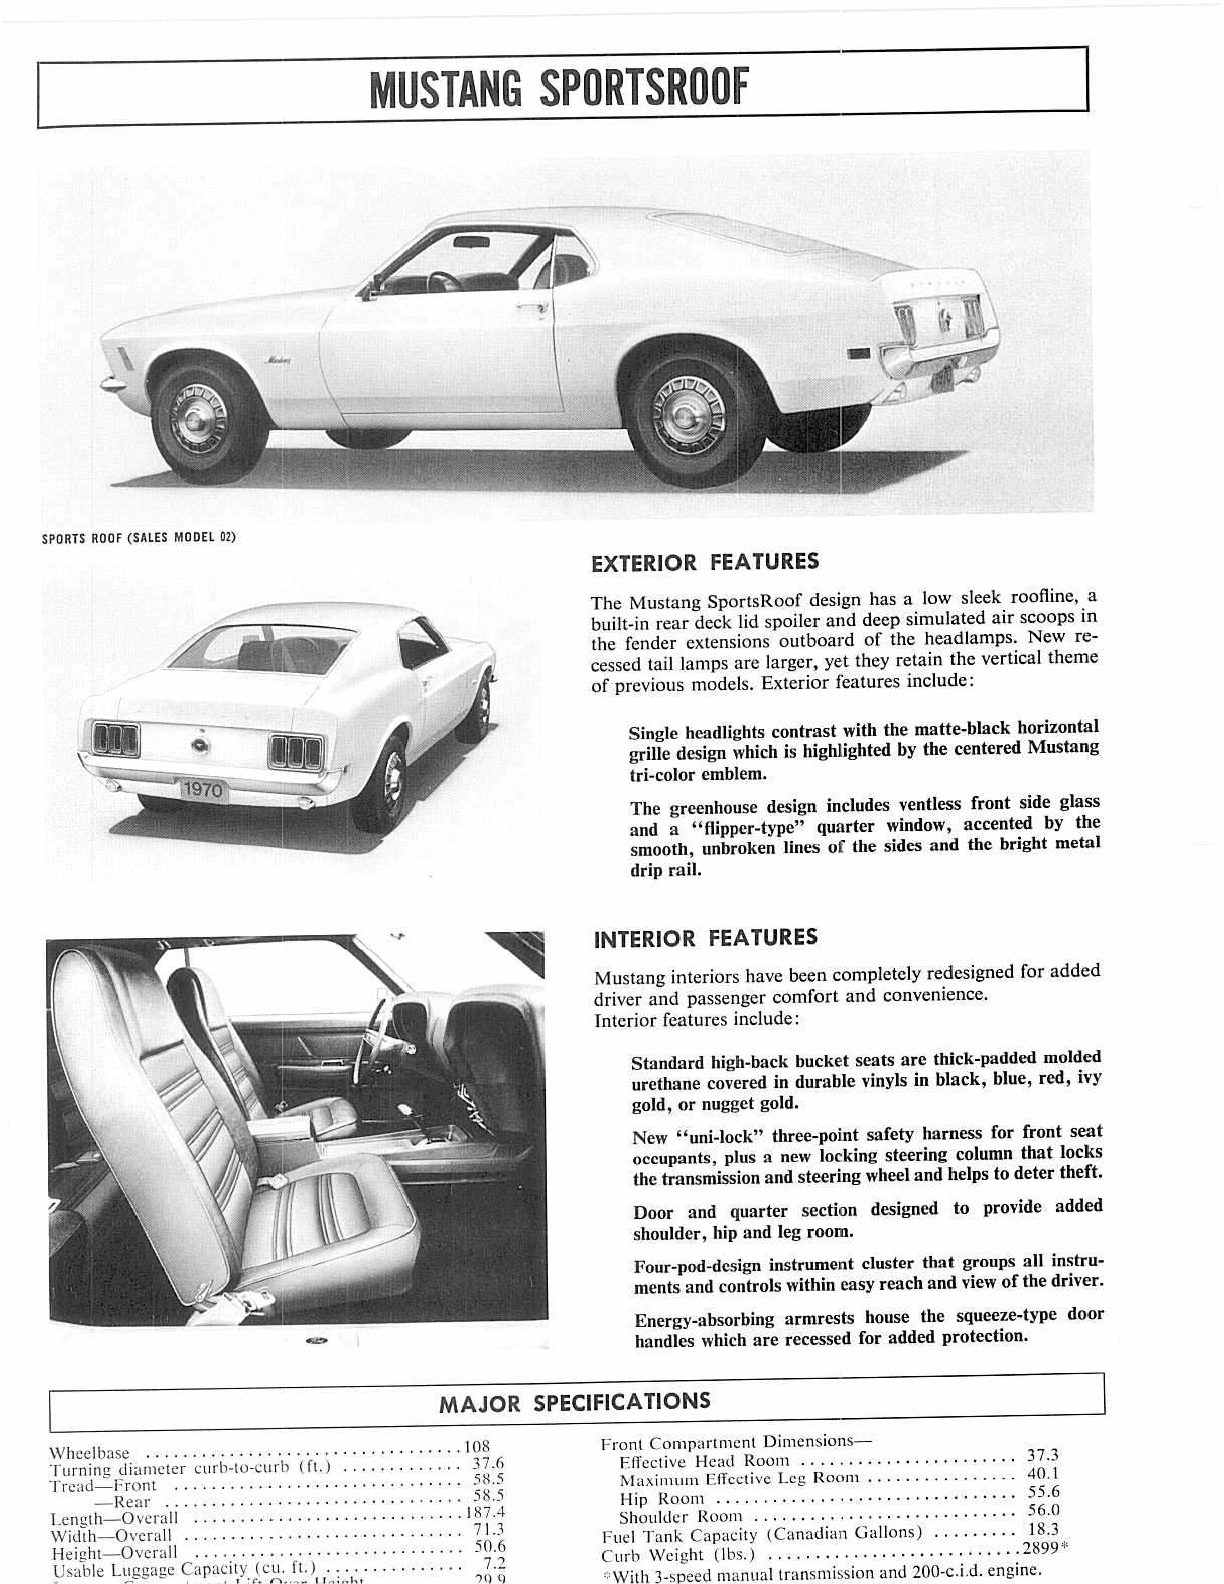 MUSTANG SPORTSROOF
SPORTS ROOF (SALES MODEL 02)
1970
EXTERIOR FEATURES
The Mustang SportsRoof design has a low sleek roofline, a
built-in rear deck lid spoiler and deep simulated air scoops in
the fender extensions outboard of the headlamps. New re-
cessed tail lamps are larger, yet they retain the vertical theme
of previous models. Exterior features include:
Single headlights contrast with the matte-black horizontal
grille design which is highlighted by the centered Mustang
tri-color emblem.
The greenhouse design includes ventless front side glass
and a “flipper-type” quarter window, accented by the
smooth, unbroken lines of the sides and the bright metal
drip rail.
INTERIOR FEATURES
Mustang interiors have been completely redesigned for added
driver and passenger comfort and convenience.
Interior features include:
Standard high-back bucket seats are thick-padded molded
urethane covered in durable vinyls in black, blue, red, ivy
gold, or nugget gold.
New “uni-lock” three-point safety harness for front seat
occupants, plus a new locking steering column that locks
the transmission and steering wheel and helps to deter theft.
Door and quarter section designed to provide added
shoulder, hip and leg room.
Four-pod-design instrument cluster that groups all instru-
ments and controls within easy reach and view of the driver.
Energy-absorbing armrests house the squeeze-type door
handles which are recessed for added protection.
MAJOR SPECIFICATIONS
Wheelbase .................................. 108
Turning diameter curb-to-curb (ft.) ............. 37.6
Tread—Front ............................... 58.5
—Rear ................................ 58.5
Length—Overall ............................. 187.4
Width—Overall .............................. 71.3
Height—Overall ............................. 50.6
Usable Luggage Capacity (cu. ft.) ............... 7.2
Lift Over Height 29.9
Front Compartment Dimensions—
Effective Head Room ....................... 37.3
Maximum Effective Leg Room ................ 40.1
Hip Room ................................ 55.6
Shoulder Room ............................ 56.0
Fuel Tank Capacity (Canadian Gallons) ......... 18.3
Curb Weight (lbs.) ........................... 2899*
*With 3-speed manual transmission and 200-c.i.d. engine.